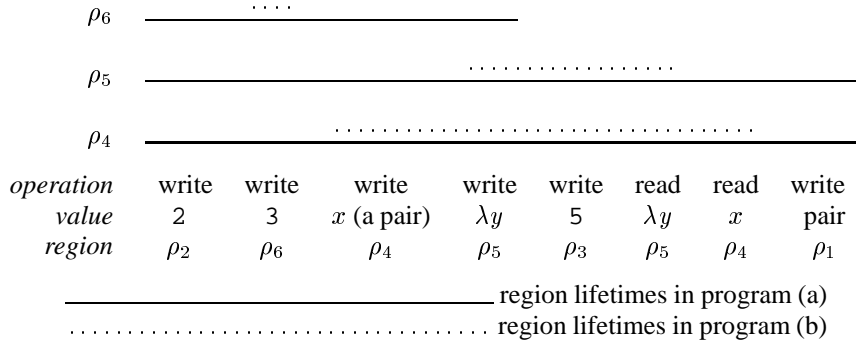 ρ6
ρ5
ρ4
operation write write write write write read read write
value 2 3 x (a pair) λy 5 λy x pair
region ρ2 ρ6 ρ4 ρ5 ρ3 ρ5 ρ4 ρ1
region lifetimes in program (a)
region lifetimes in program (b)